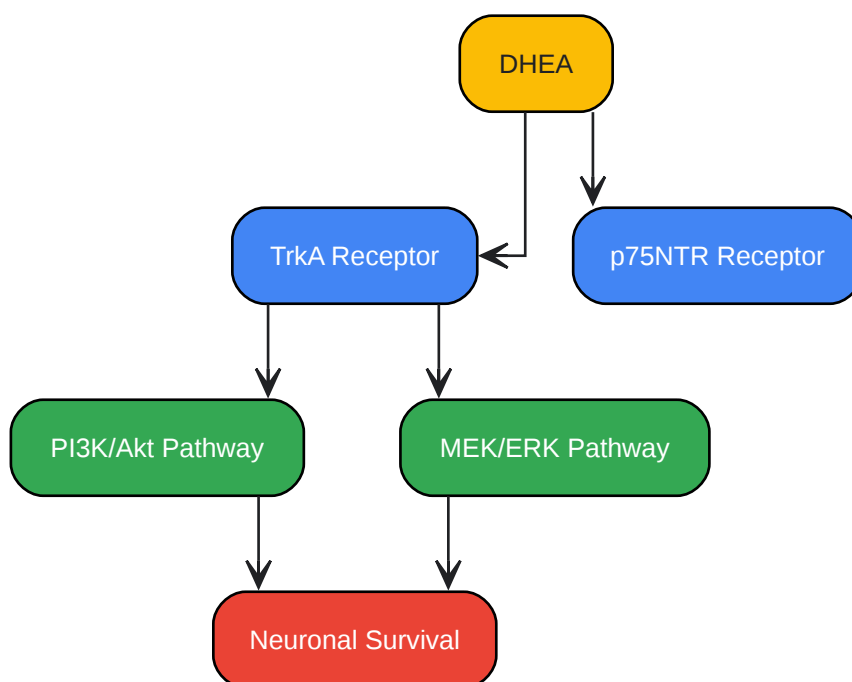 DHEA
TrkA Receptor
p75NTR Receptor
PI3K/Akt Pathway
MEK/ERK Pathway
Neuronal Survival